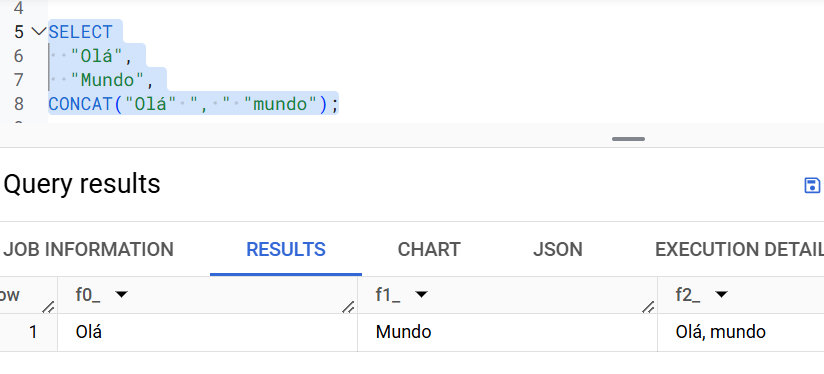 4
5 SELECT
6 "Olá",
7 "Mundo",
8 CONCAT("Olá" ", " "mundo");
Query results
JOB INFORMATION RESULTS CHART JSON EXECUTION DETAIL
ow f0_ f1_ f2_
1 Olá Mundo Olá, mundo